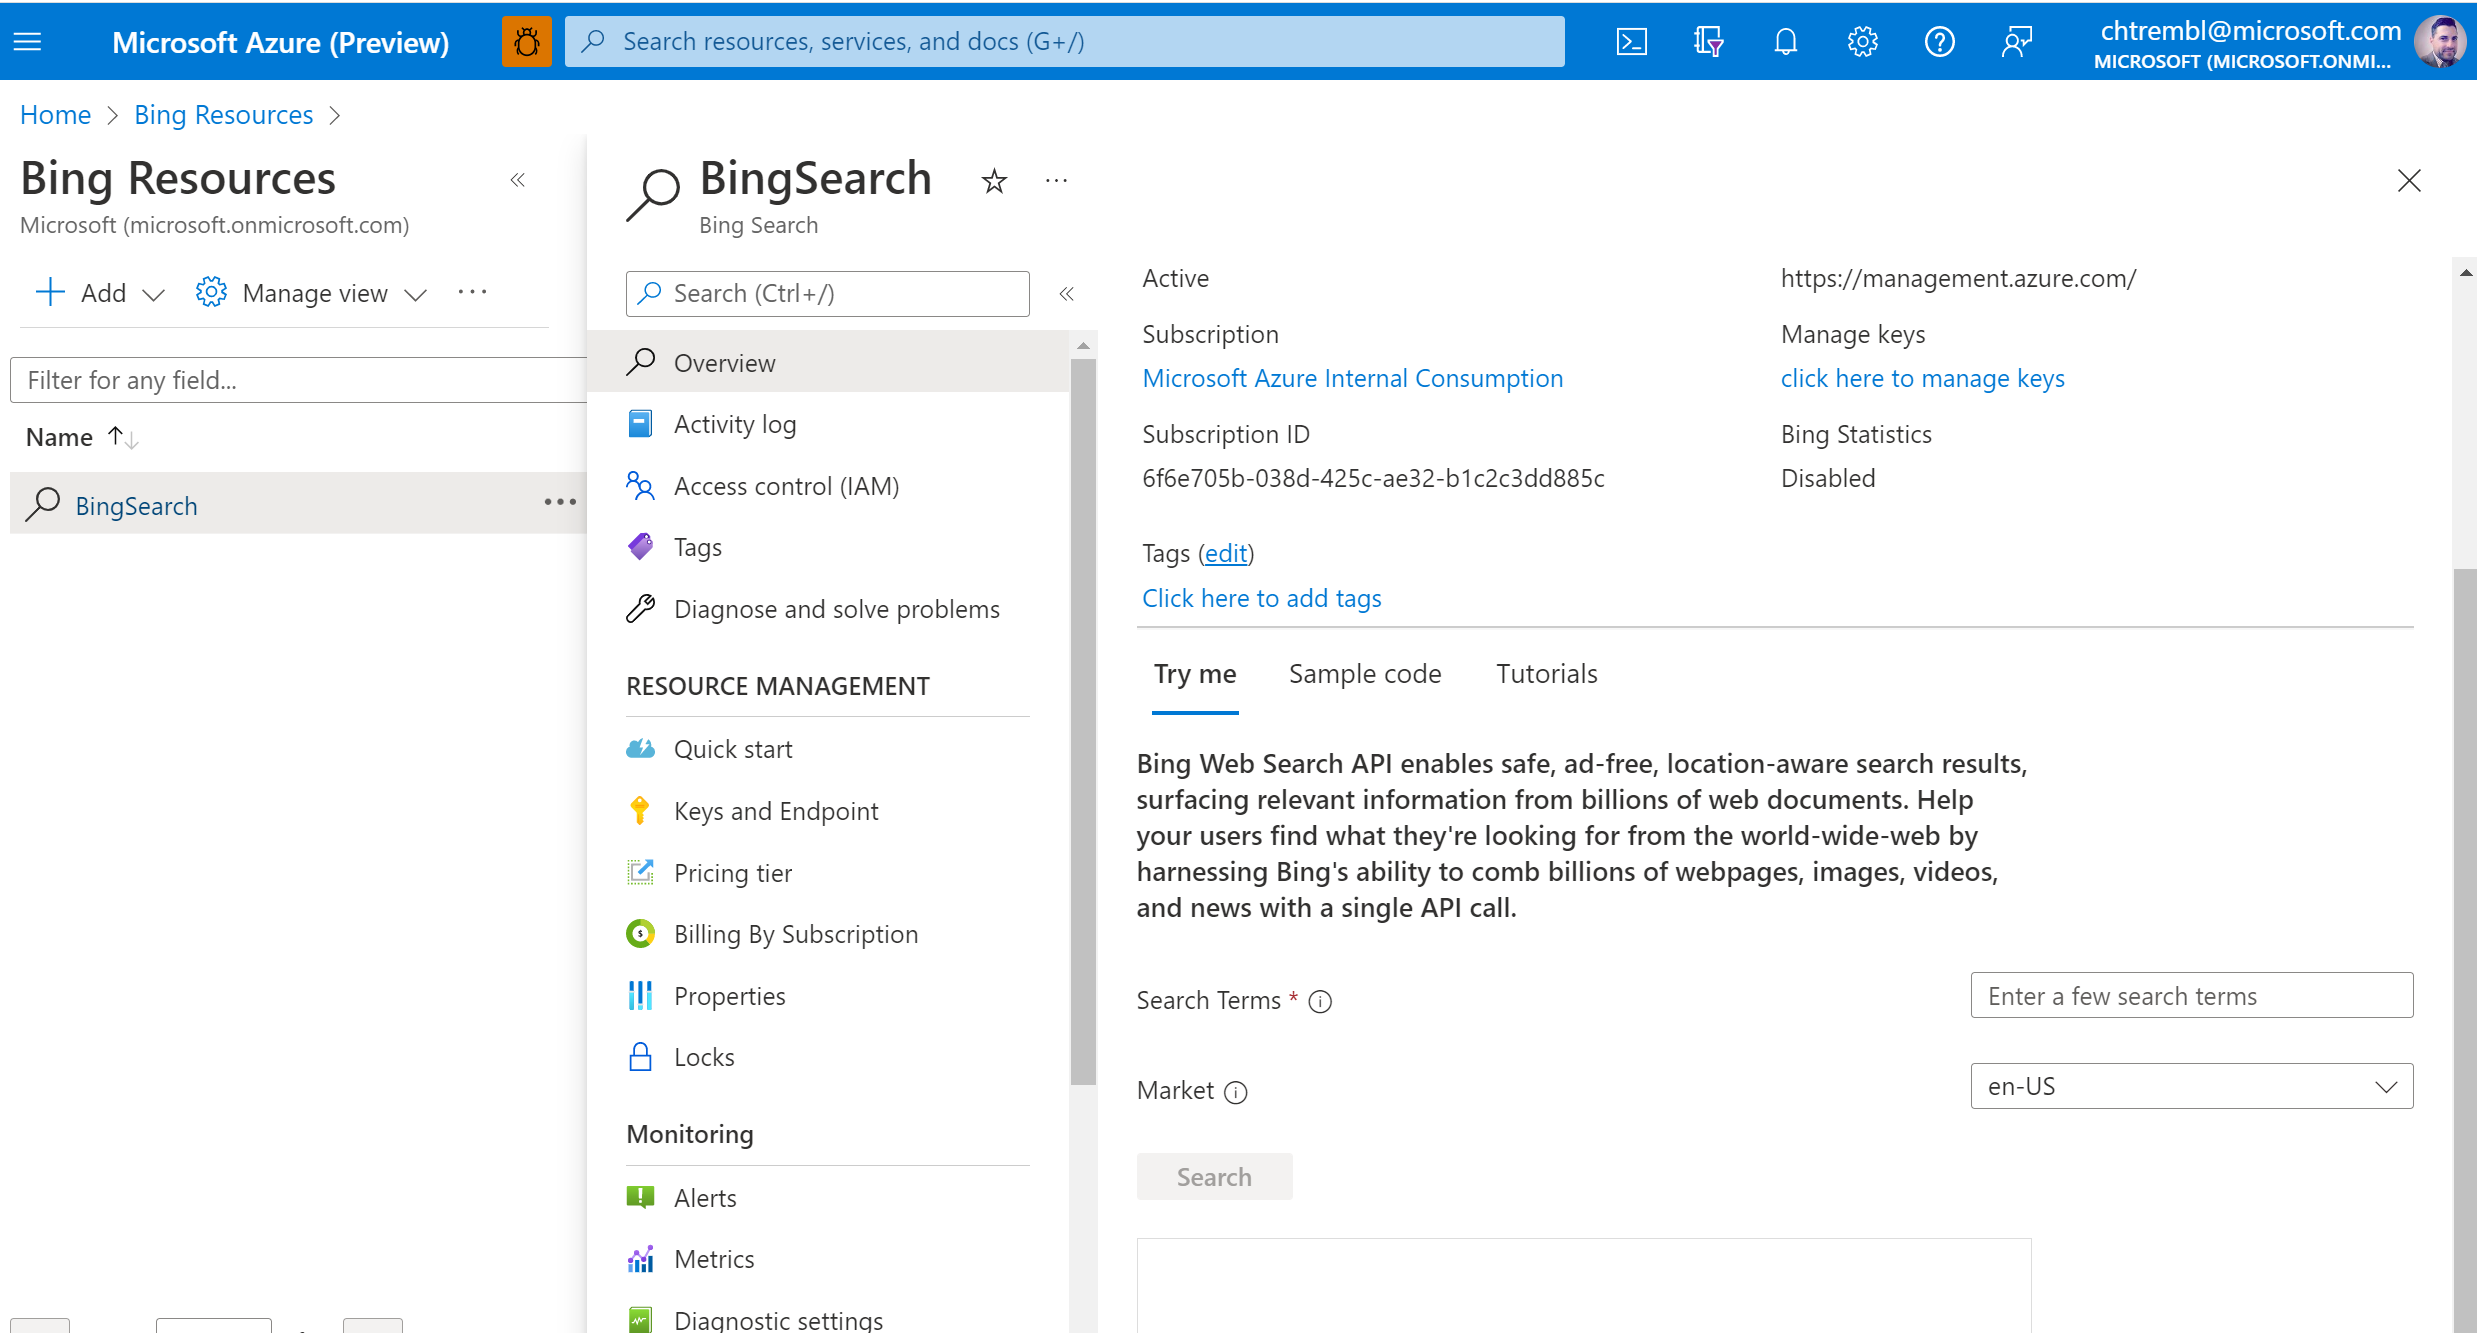 Microsoft Azure (Preview)
Search resources, services, and docs (G+/)
chtrembl@microsoft.com
MICROSOFT (MICROSOFT.ONMI...
Home > Bing Resources >
Bing Resources
Microsoft (microsoft.onmicrosoft.com)
Add
Manage view
Filter for any field...
Name
BingSearch
BingSearch
Bing Search
Search (Ctrl+/)
Overview
Activity log
Access control (IAM)
Tags
Diagnose and solve problems
RESOURCE MANAGEMENT
Quick start
Keys and Endpoint
Pricing tier
Billing By Subscription
Properties
Locks
Monitoring
Alerts
Metrics
Diagnostic settings
Active
https://management.azure.com/
Subscription
Manage keys
Microsoft Azure Internal Consumption
click here to manage keys
Subscription ID
Bing Statistics
6f6e705b-038d-425c-ae32-b1c2c3dd885c
Disabled
Tags (edit)
Click here to add tags
Try me
Sample code
Tutorials
Bing Web Search API enables safe, ad-free, location-aware search results,
surfacing relevant information from billions of web documents. Help
your users find what they're looking for from the world-wide-web by
harnessing Bing's ability to comb billions of webpages, images, videos,
and news with a single API call.
Search Terms *
Enter a few search terms
Market
en-US
Search